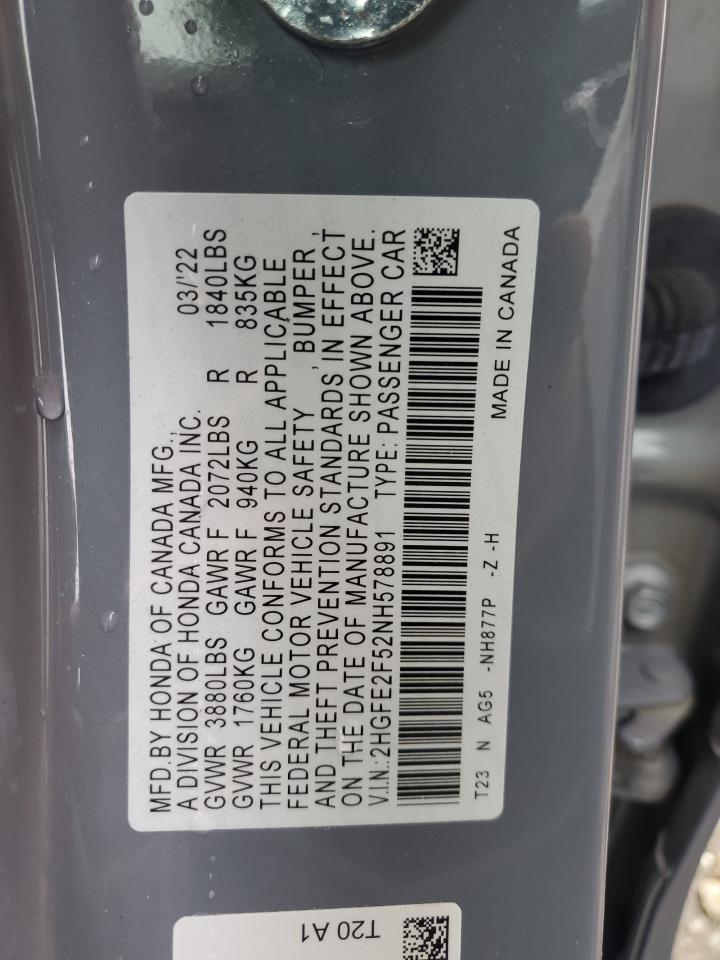 MFD.BY HONDA OF CANADA MFG., 03/'22
A DIVISION OF HONDA CANADA INC.
GVWR 3880LBS GAWR F 2072LBS R 1840LBS
GVWR 1760KG GAWR F 940KG R 835KG
THIS VEHICLE CONFORMS TO ALL APPLICABLE
FEDERAL MOTOR VEHICLE SAFETY , BUMPER ,
AND THEFT PREVENTION STANDARDS IN EFFECT
ON THE DATE OF MANUFACTURE SHOWN ABOVE.
V.I.N.: 2HGFE2F52NH578891 TYPE: PASSENGER CAR
T23 N AG5 -NH877P -Z -H MADE IN CANADA
T20 A1